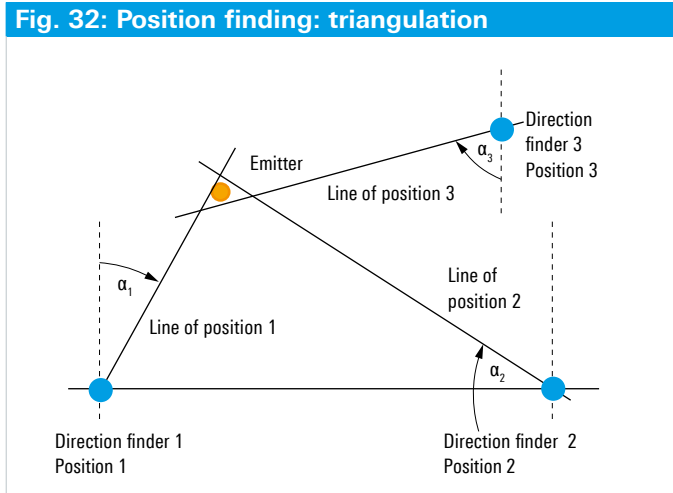 Fig. 32: Position finding: triangulation
Direction
finder 3
Position 3
α3
Emitter
Line of position 3
α1
Line of
position 2
Line of position 1
α2
Direction finder 1
Position 1
Direction finder 2
Position 2